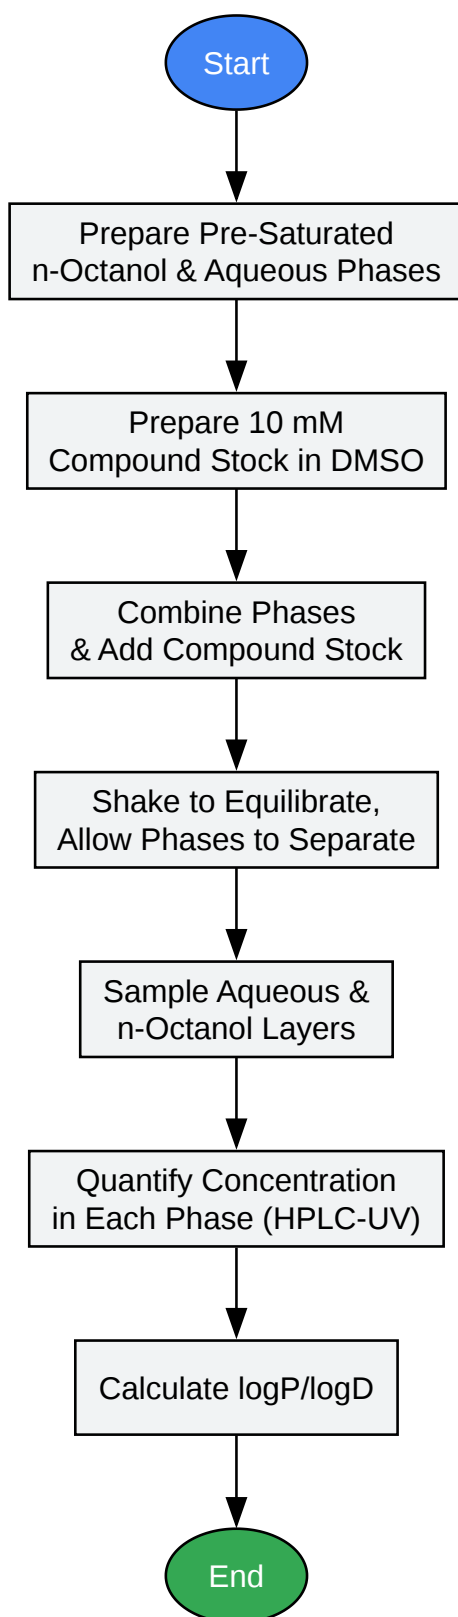 Start
Prepare Pre-Saturated
n-Octanol & Aqueous Phases
Prepare 10 mM
Compound Stock in DMSO
Combine Phases
& Add Compound Stock
Shake to Equilibrate,
Allow Phases to Separate
Sample Aqueous &
n-Octanol Layers
Quantify Concentration
in Each Phase (HPLC-UV)
Calculate logP/logD
End